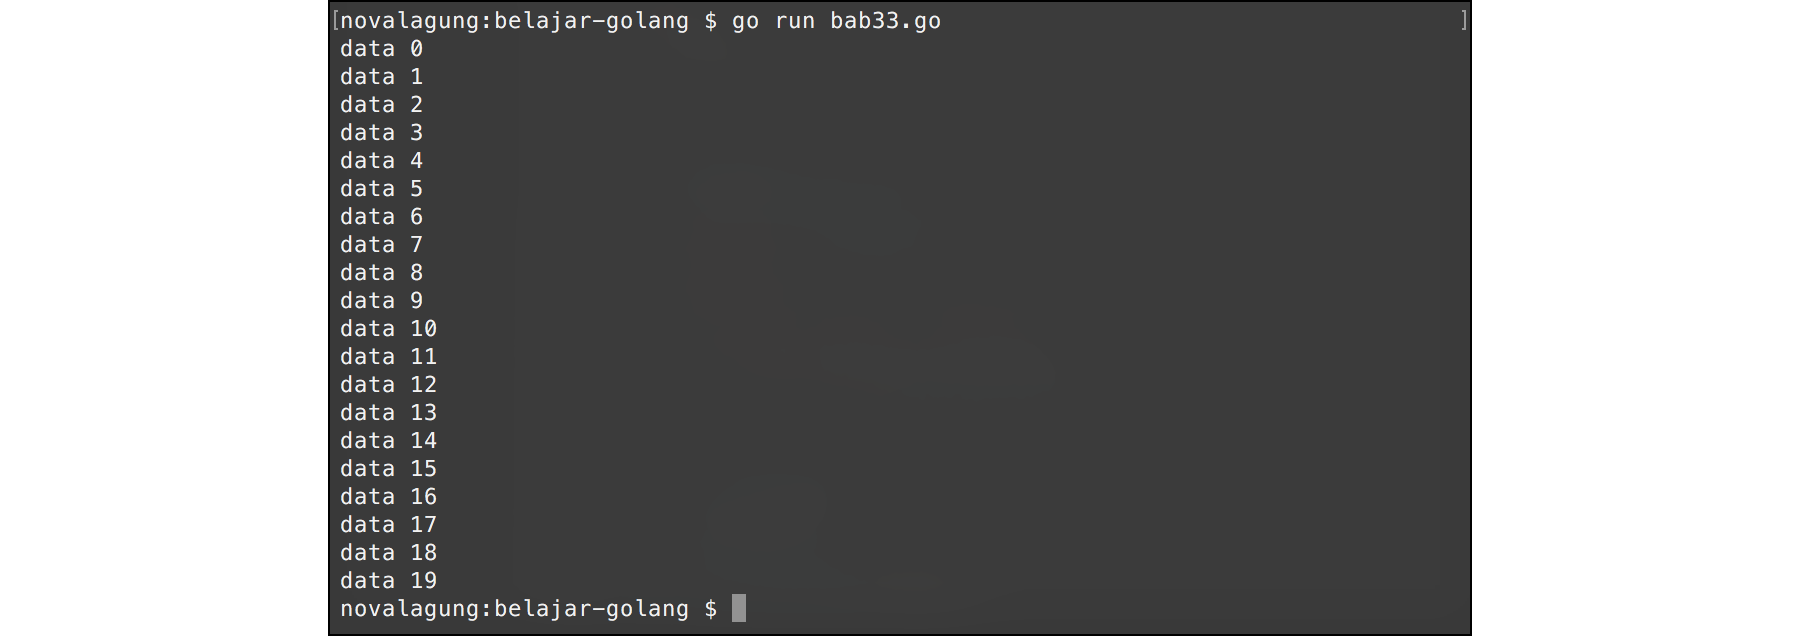 [novalagung:belajar-golang $ go run bab33.go ]
data 0
data 1
data 2
data 3
data 4
data 5
data 6
data 7
data 8
data 9
data 10
data 11
data 12
data 13
data 14
data 15
data 16
data 17
data 18
data 19
novalagung:belajar-golang $